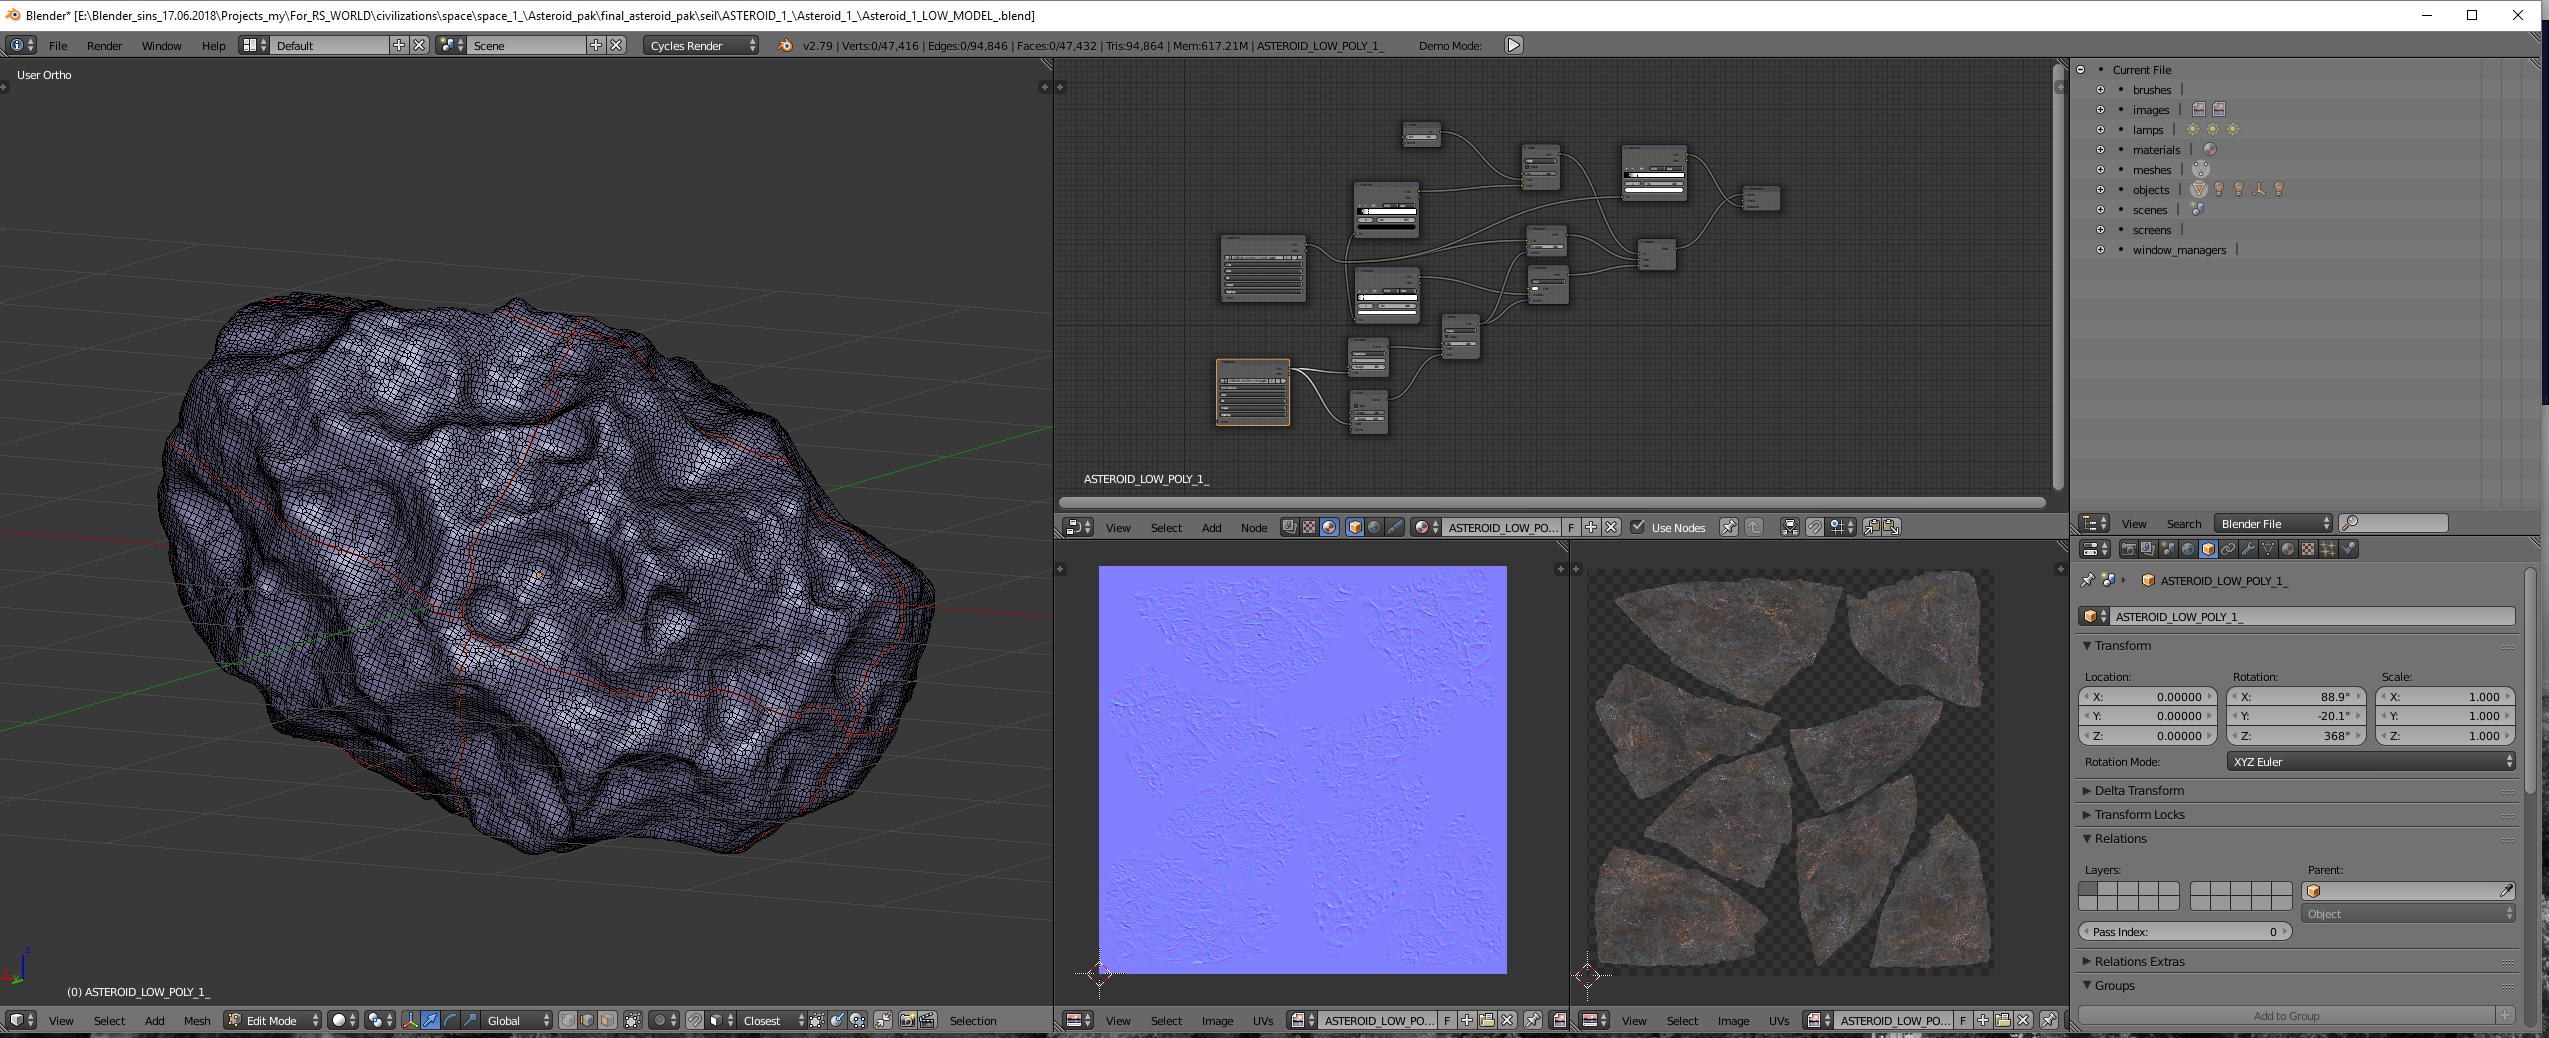 Blender* [E:\Blender_sins_17.06.2018\Projects_my\For_RS_WORLD\civilizations\space\space_1_\Asteroid_pak\final_asteroid_pak\seil\ASTEROID_1_\Asteroid_1_\Asteroid_1_LOW_MODEL_.blend]
File Render Window Help Default Scene Cycles Render v2.79 | Verts:0/47,416 | Edges:0/94,846 | Faces:0/47,432 | Tris:94,864 | Mem:617.21M | ASTEROID_LOW_POLY_1_ Demo Mode:
User Ortho
(0) ASTEROID_LOW_POLY_1_
View Select Add Mesh Edit Mode Global Closest Selection
ASTEROID_LOW_POLY_1_
View Select Add Node ASTEROID_LOW_PO... F Use Nodes
View Select Image UVs ASTEROID_LOW_PO... F
View Select Image UVs ASTEROID_LOW_PO... F
Current File
brushes
images
lamps
materials
meshes
objects
scenes
screens
window_managers
View Search Blender File
ASTEROID_LOW_POLY_1_
ASTEROID_LOW_POLY_1_
Transform
Location: Rotation: Scale:
X: 0.00000 X: 88.9° X: 1.000
Y: 0.00000 Y: -20.1° Y: 1.000
Z: 0.00000 Z: 368° Z: 1.000
Rotation Mode: XYZ Euler
Delta Transform
Transform Locks
Relations
Layers: Parent:
Object
Pass Index: 0
Relations Extras
Groups
Add to Group